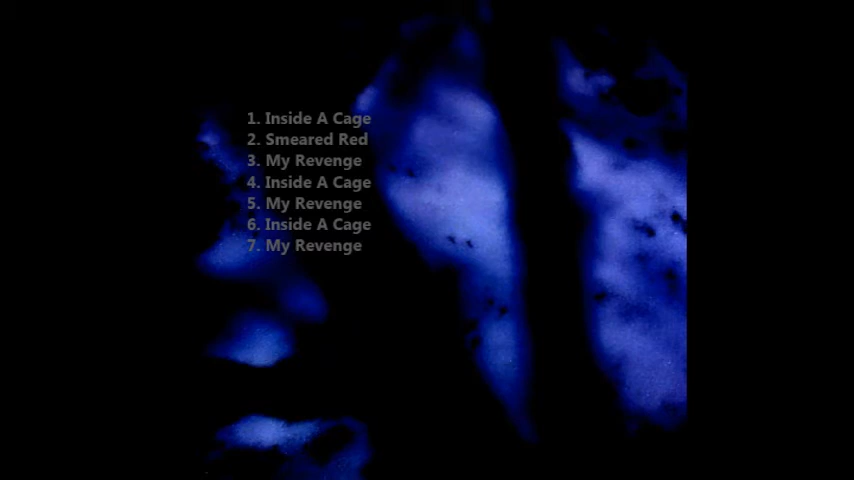 1. Inside A Cage
2. Smeared Red
3. My Revenge
4. Inside A Cage
5. My Revenge
6. Inside A Cage
7. My Revenge